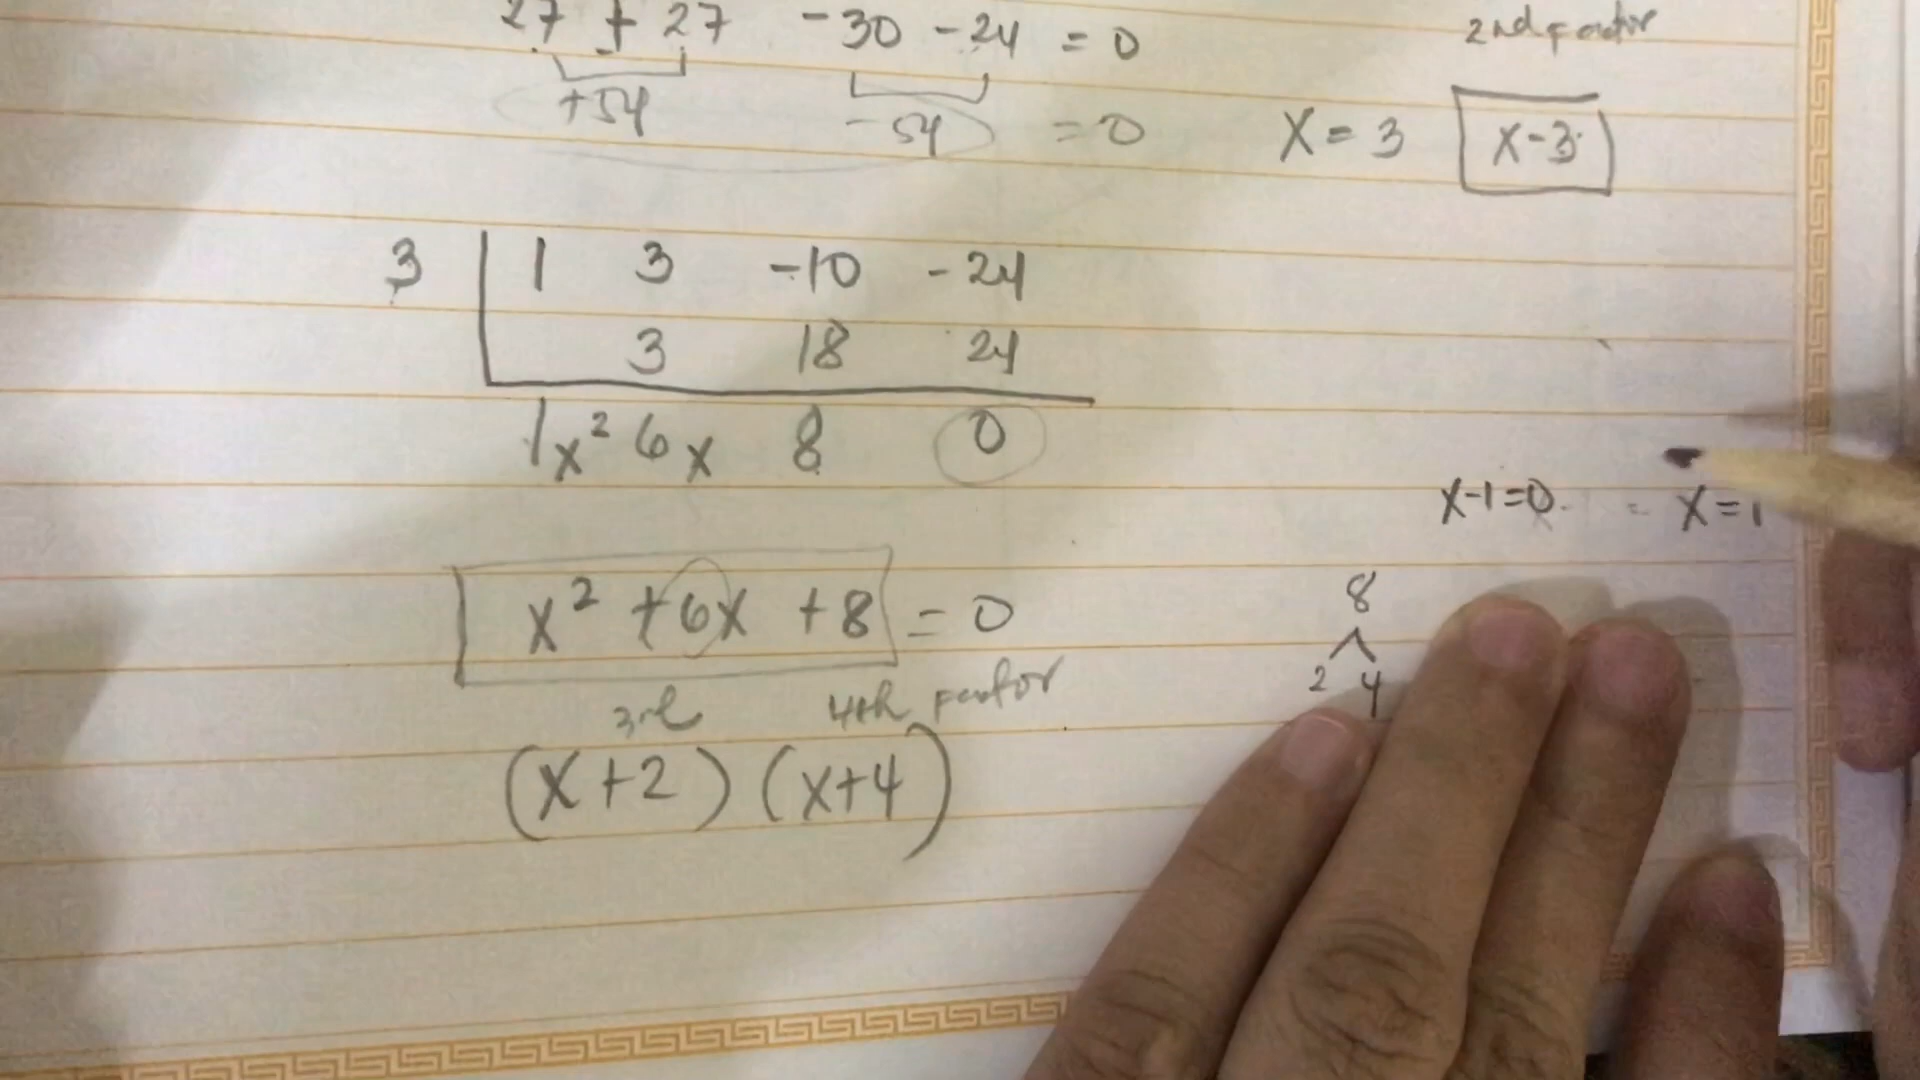 27 + 27 -30 -24 = 0
2nd factor
+54 -54 = 0
X = 3 X-3
3 1 3 -10 -24
3 18 24
1x² 6x 8 0
X-1=0 X=1
x² +6x +8 = 0
8
2 4
3rd 4th factor
(x+2) (x+4)